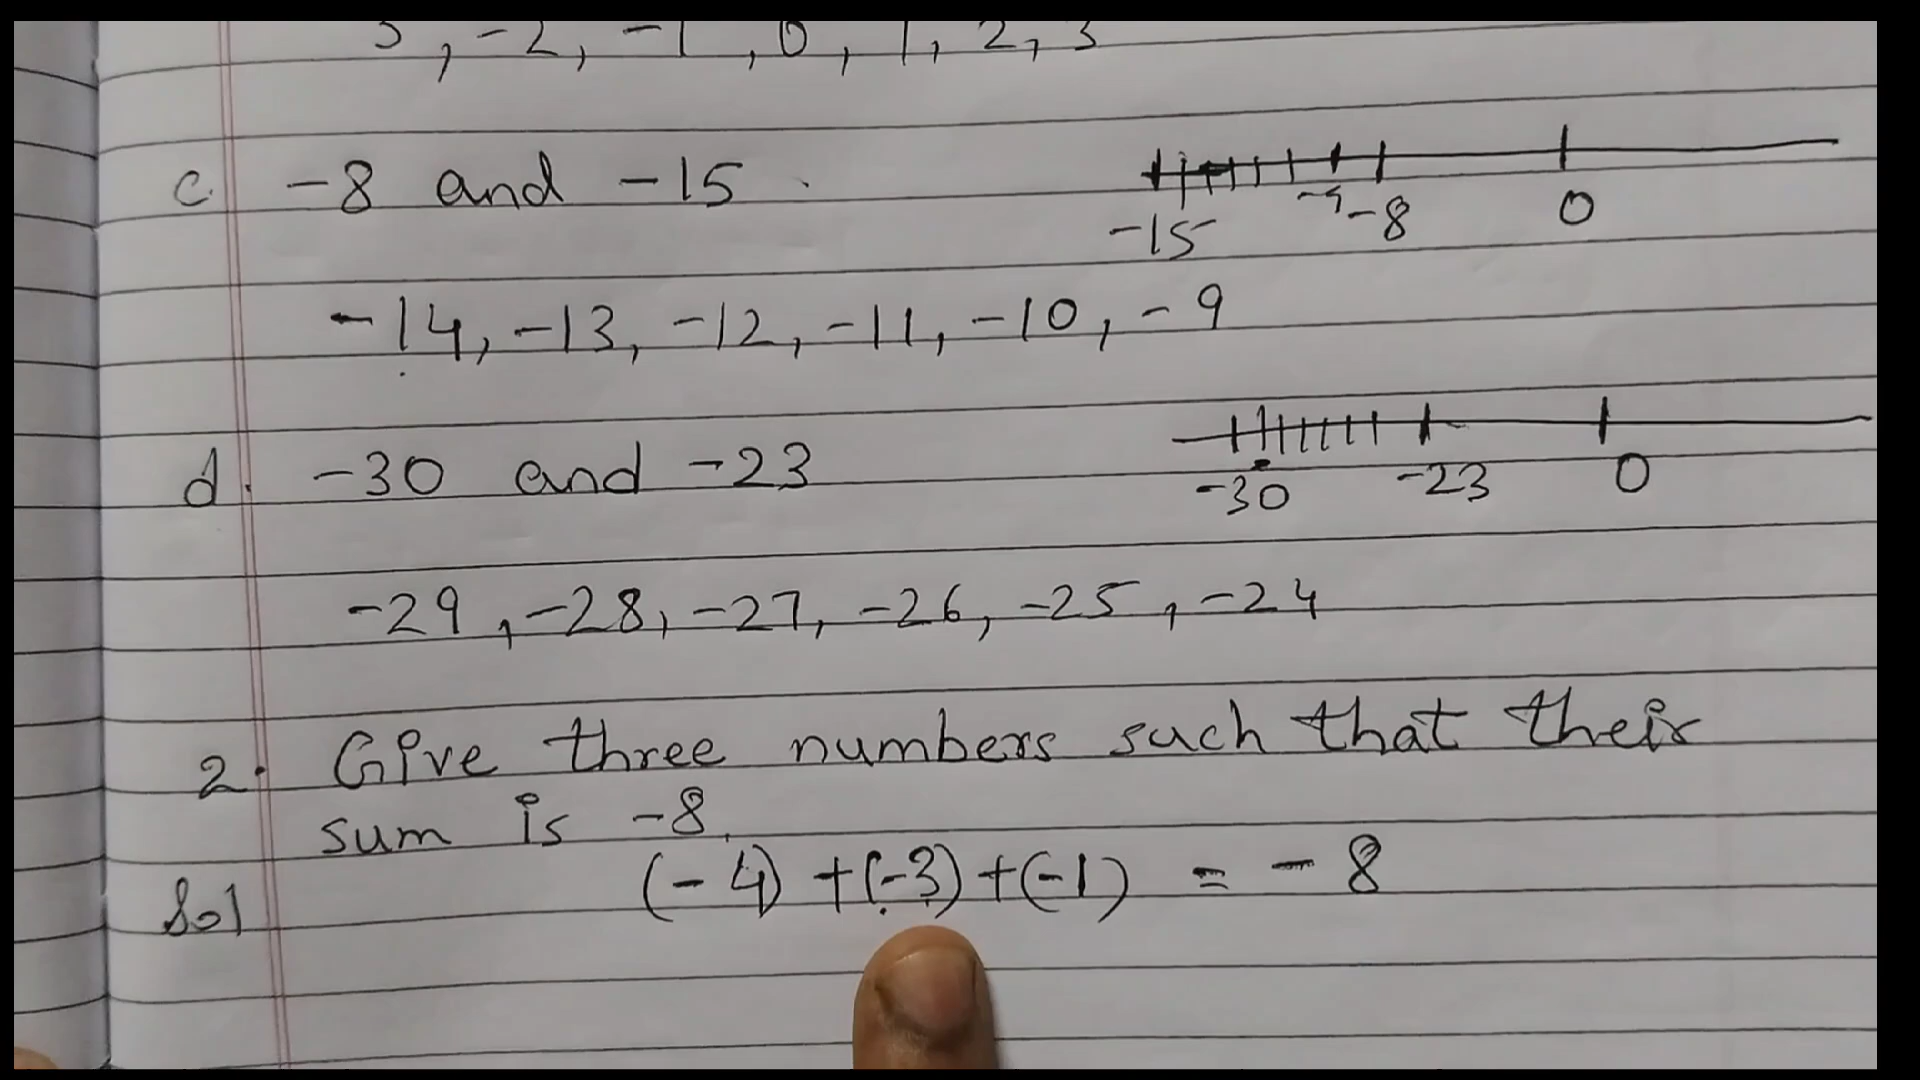 3, -2, -1, 0, 1, 2, 3
c. -8 and -15
-15 -9 -8 0
-14, -13, -12, -11, -10, -9
d. -30 and -23
-30 -23 0
-29, -28, -27, -26, -25, -24
2. Give three numbers such that their
sum is -8.
Sol (-4) + (-3) + (-1) = -8